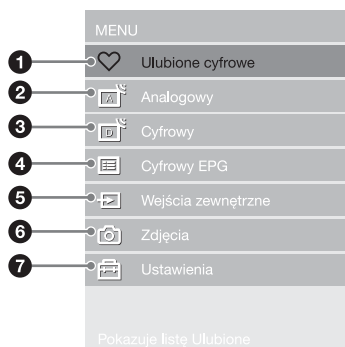 MENU
1 Ulubione cyfrowe
2 A Analogowy
3 D Cyfrowy
4 Cyfrowy EPG
5 Wejścia zewnętrzne
6 Zdjęcia
7 Ustawienia
Pokazuje listę Ulubione